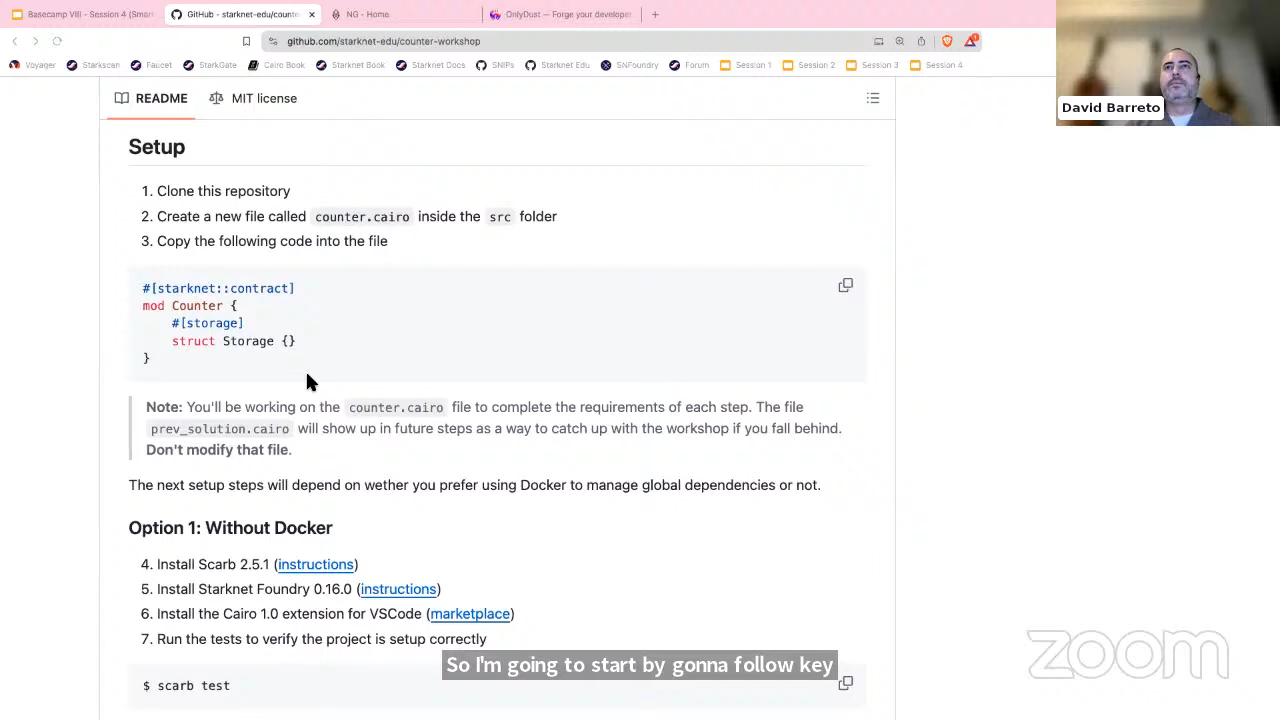 Basecamp VIII - Session 4 (Smar
GitHub - starknet-edu/counte
NG - Home
OnlyDust — Forge your develope
github.com/starknet-edu/counter-workshop
Voyager
Starkscan
Faucet
StarkGate
Cairo Book
Starknet Book
Starknet Docs
SNIPs
Starknet Edu
SNFoundry
Forum
Session 1
Session 2
Session 3
Session 4
David Barreto
README
MIT license
Setup
1. Clone this repository
2. Create a new file called counter.cairo inside the src folder
3. Copy the following code into the file
#[starknet::contract]
mod Counter {
#[storage]
struct Storage {}
}
Note: You'll be working on the counter.cairo file to complete the requirements of each step. The file
prev_solution.cairo will show up in future steps as a way to catch up with the workshop if you fall behind.
Don't modify that file.
The next setup steps will depend on wether you prefer using Docker to manage global dependencies or not.
Option 1: Without Docker
4. Install Scarb 2.5.1 (instructions)
5. Install Starknet Foundry 0.16.0 (instructions)
6. Install the Cairo 1.0 extension for VSCode (marketplace)
7. Run the tests to verify the project is setup correctly
So I'm going to start by gonna follow key
$ scarb test
zoom